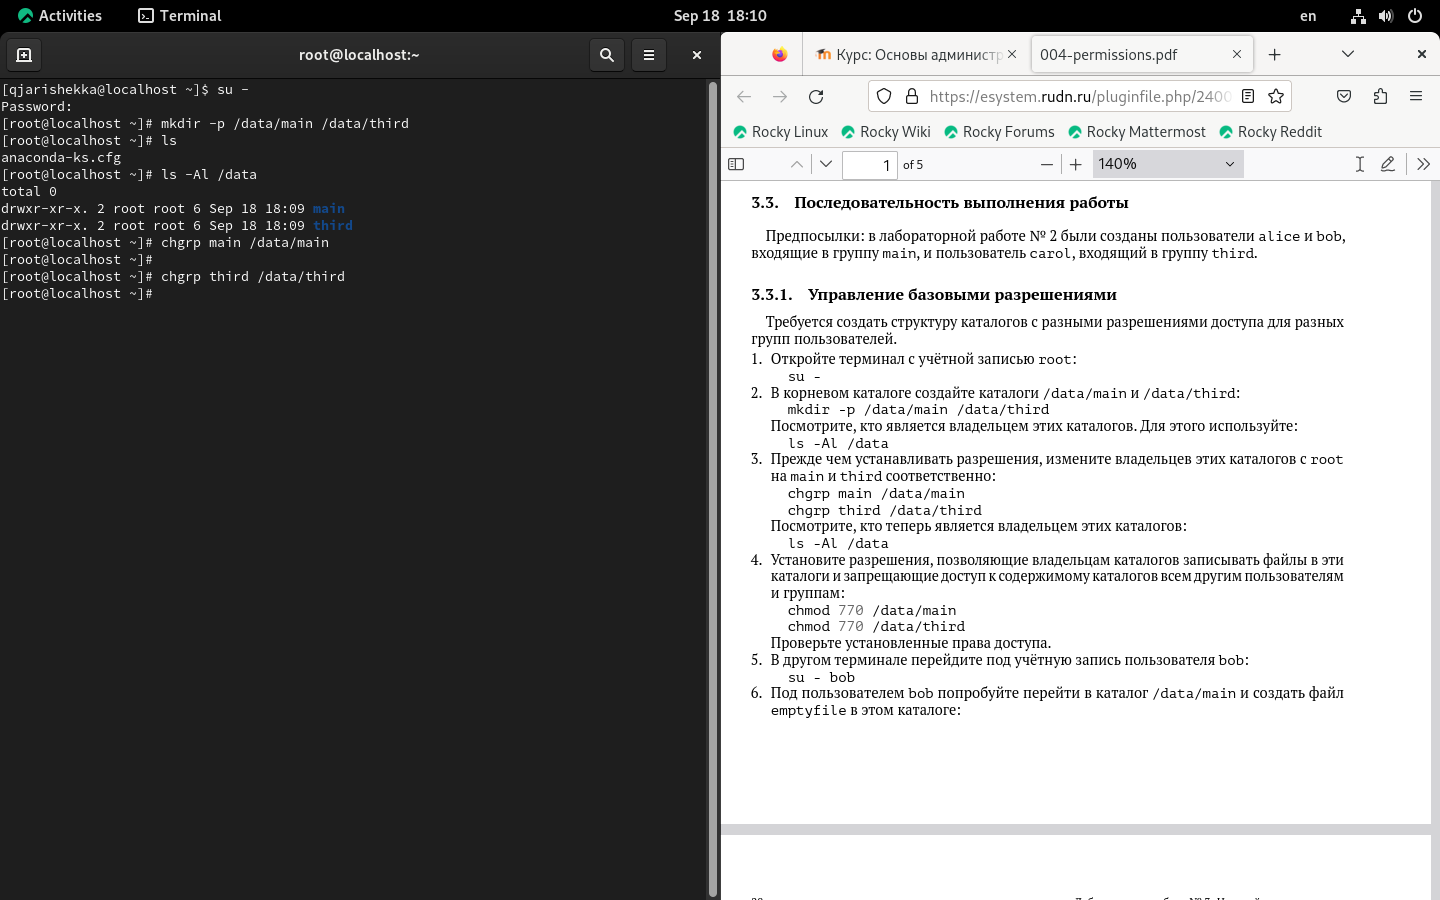 Activities
Terminal
Sep 18 18:10
en
root@localhost:~
[qjarishekka@localhost ~]$ su -
Password:
[root@localhost ~]# mkdir -p /data/main /data/third
[root@localhost ~]# ls
anaconda-ks.cfg
[root@localhost ~]# ls -Al /data
total 0
drwxr-xr-x. 2 root root 6 Sep 18 18:09 main
drwxr-xr-x. 2 root root 6 Sep 18 18:09 third
[root@localhost ~]# chgrp main /data/main
[root@localhost ~]#
[root@localhost ~]# chgrp third /data/third
[root@localhost ~]#
Курс: Основы администр
004-permissions.pdf
https://esystem.rudn.ru/pluginfile.php/2400
Rocky Linux
Rocky Wiki
Rocky Forums
Rocky Mattermost
Rocky Reddit
1 of 5
140%
3.3. Последовательность выполнения работы
Предпосылки: в лабораторной работе № 2 были созданы пользователи alice и bob,
входящие в группу main, и пользователь carol, входящий в группу third.
3.3.1. Управление базовыми разрешениями
Требуется создать структуру каталогов с разными разрешениями доступа для разных
групп пользователей.
1. Откройте терминал с учётной записью root:
su -
2. В корневом каталоге создайте каталоги /data/main и /data/third:
mkdir -p /data/main /data/third
Посмотрите, кто является владельцем этих каталогов. Для этого используйте:
ls -Al /data
3. Прежде чем устанавливать разрешения, измените владельцев этих каталогов с root
на main и third соответственно:
chgrp main /data/main
chgrp third /data/third
Посмотрите, кто теперь является владельцем этих каталогов:
ls -Al /data
4. Установите разрешения, позволяющие владельцам каталогов записывать файлы в эти
каталоги и запрещающие доступ к содержимому каталогов всем другим пользователям
и группам:
chmod 770 /data/main
chmod 770 /data/third
Проверьте установленные права доступа.
5. В другом терминале перейдите под учётную запись пользователя bob:
su - bob
6. Под пользователем bob попробуйте перейти в каталог /data/main и создать файл
emptyfile в этом каталоге: